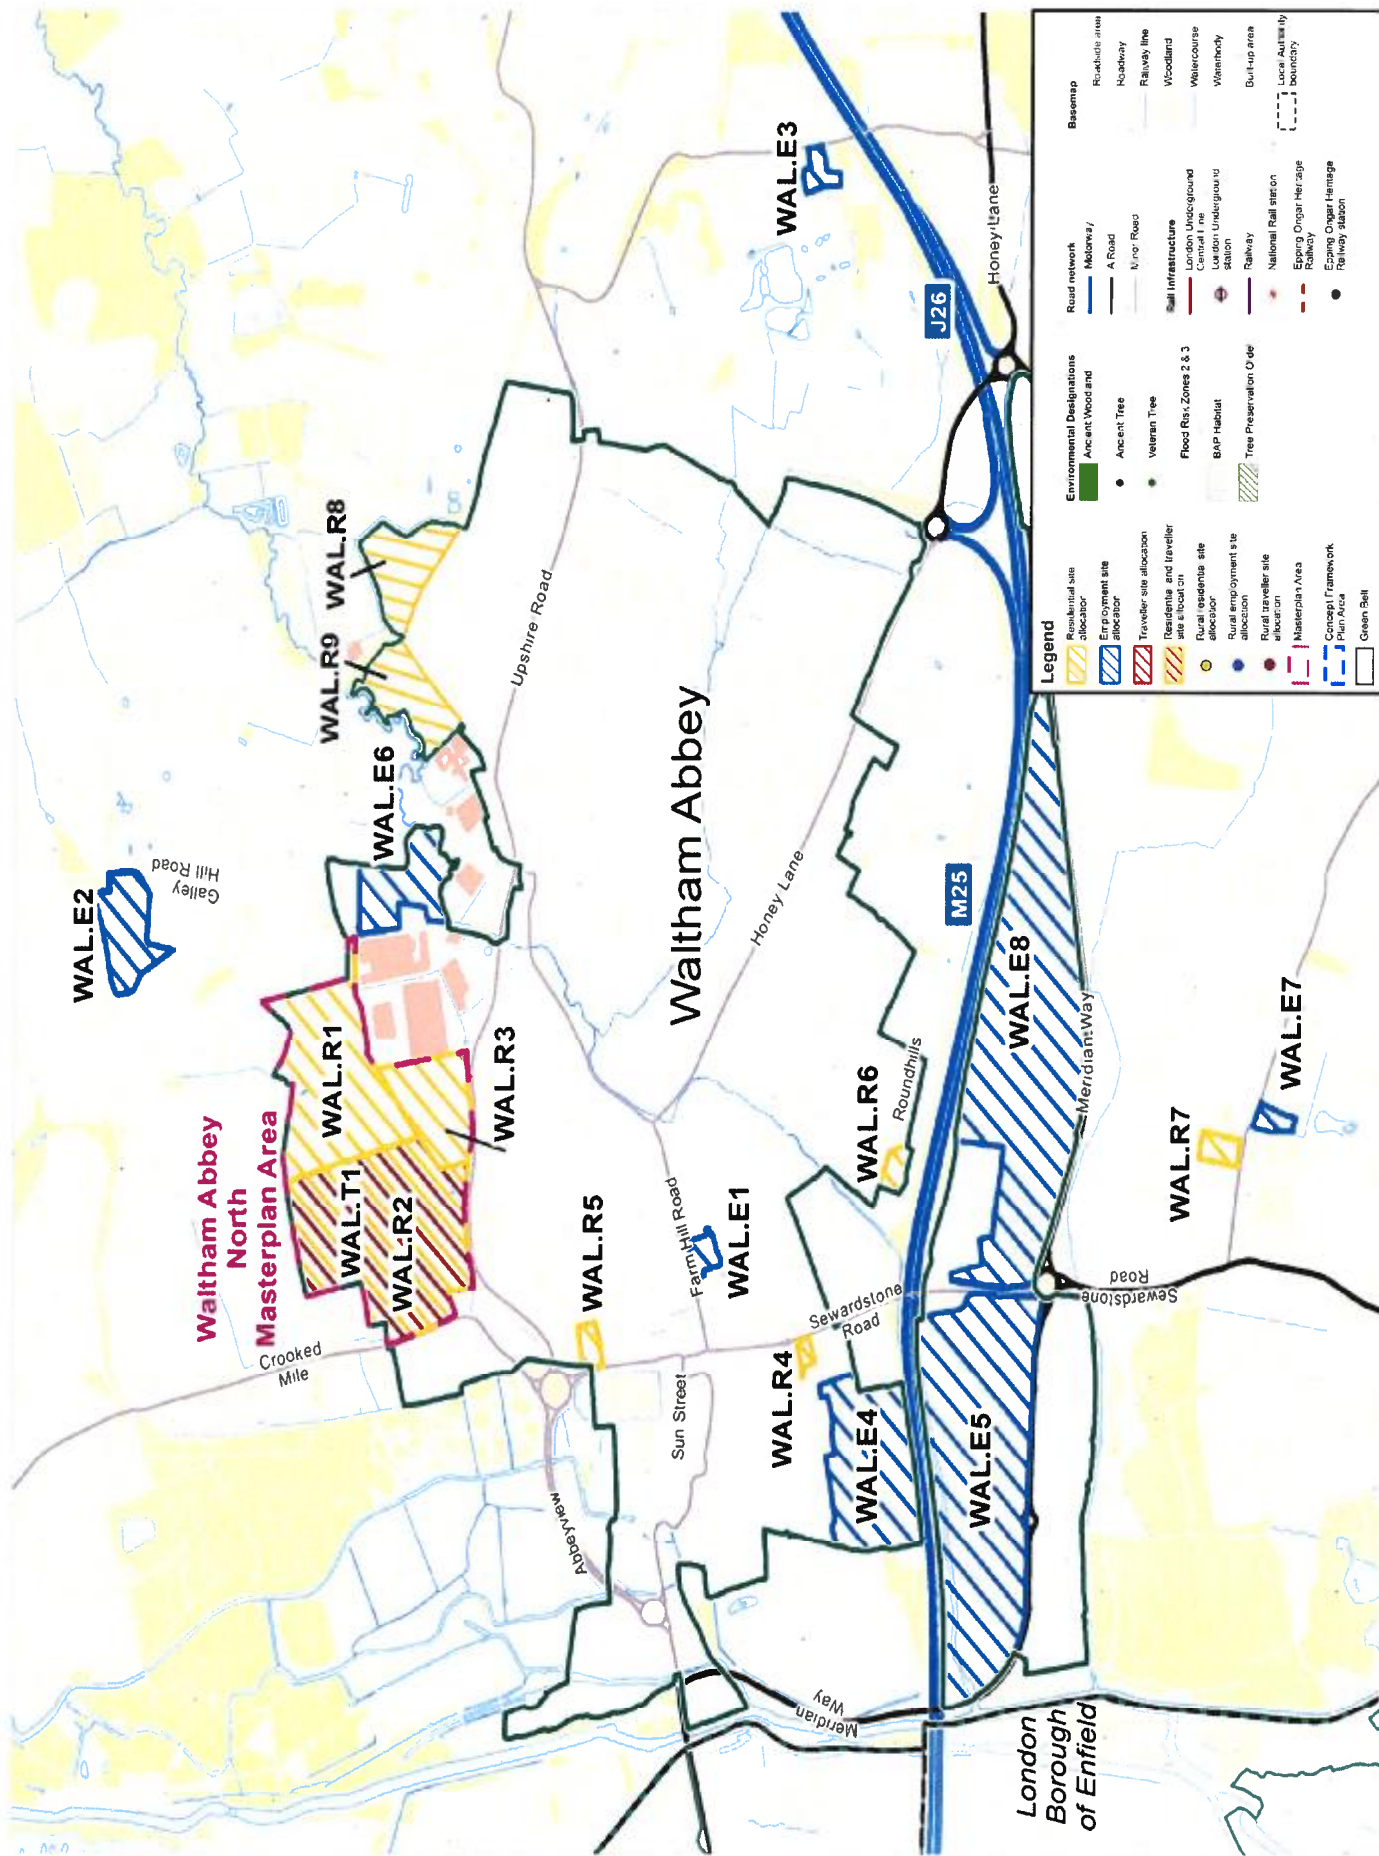 WAL.E2
Galley
Hill Road
Waltham Abbey
North
Masterplan Area
WAL.R1
WAL.T1
WAL.R2
WAL.R3
WAL.E6
WAL.R9
WAL.R8
WAL.E3
Crooked
Mile
Upshire Road
Waltham Abbey
Honey Lane
Honey Lane
J26
M25
WAL.R5
Farm Hill Road
WAL.E1
Sun Street
Abbeyview
WAL.R4
Sewardstone
Road
WAL.R6
Roundhills
WAL.E4
WAL.E5
WAL.E8
Meridian Way
Meridian
Way
Sewardstone
Road
WAL.R7
WAL.E7
London
Borough
of Enfield
Legend
Residential site
allocation
Employment site
allocation
Traveller site allocation
Residential and traveller
site allocation
Rural residential site
allocation
Rural employment site
allocation
Rural traveller site
allocation
Masterplan Area
Concept Framework
Plan Area
Green Belt
Environmental Designations
Ancient Woodland
Ancient Tree
Veteran Tree
Flood Risk Zones 2 & 3
BAP Habitat
Tree Preservation Orde
Road network
Motorway
A Road
Minor Road
Rail Infrastructure
London Underground
Central Line
London Underground
station
Railway
National Rail station
Epping Ongar Heritage
Railway
Epping Ongar Heritage
Railway station
Basemap
Roadside area
Roadway
Railway line
Woodland
Watercourse
Waterbody
Built-up area
Local Authority
boundary